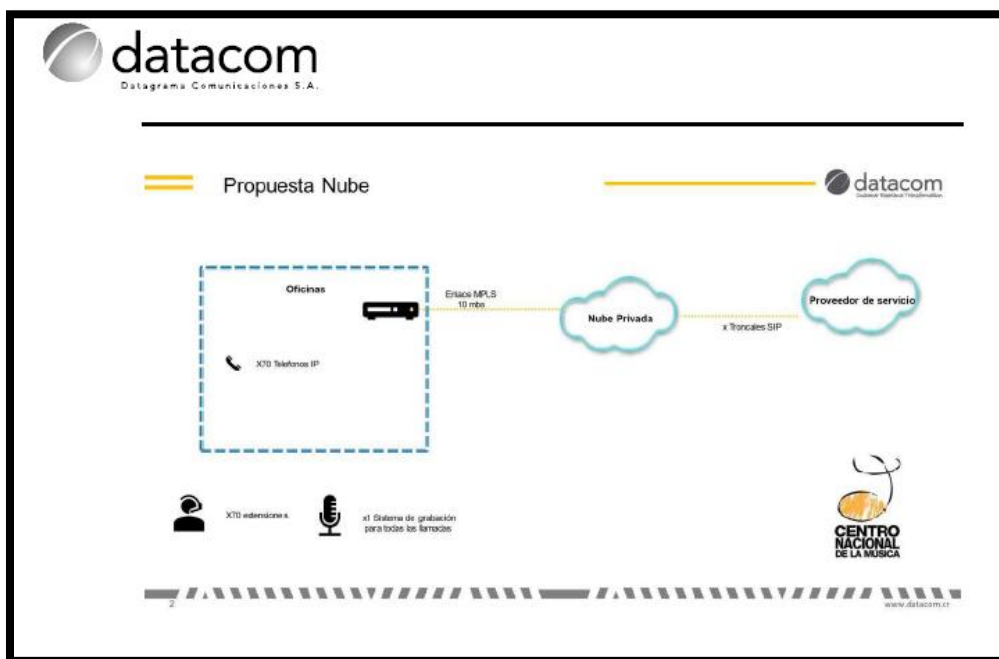 datacom
Datagrama Comunicaciones S.A.
Propuesta Nube
datacom
Oficinas
Enlace MPLS
10 mbs
Nube Privada
Proveedor de servicio
x Troncales SIP
X70 Telefonos IP
X70 extensiones
x1 Sistema de grabación
para todas las llamadas
CENTRO
NACIONAL
DE LA MÚSICA
2
www.datacom.cr